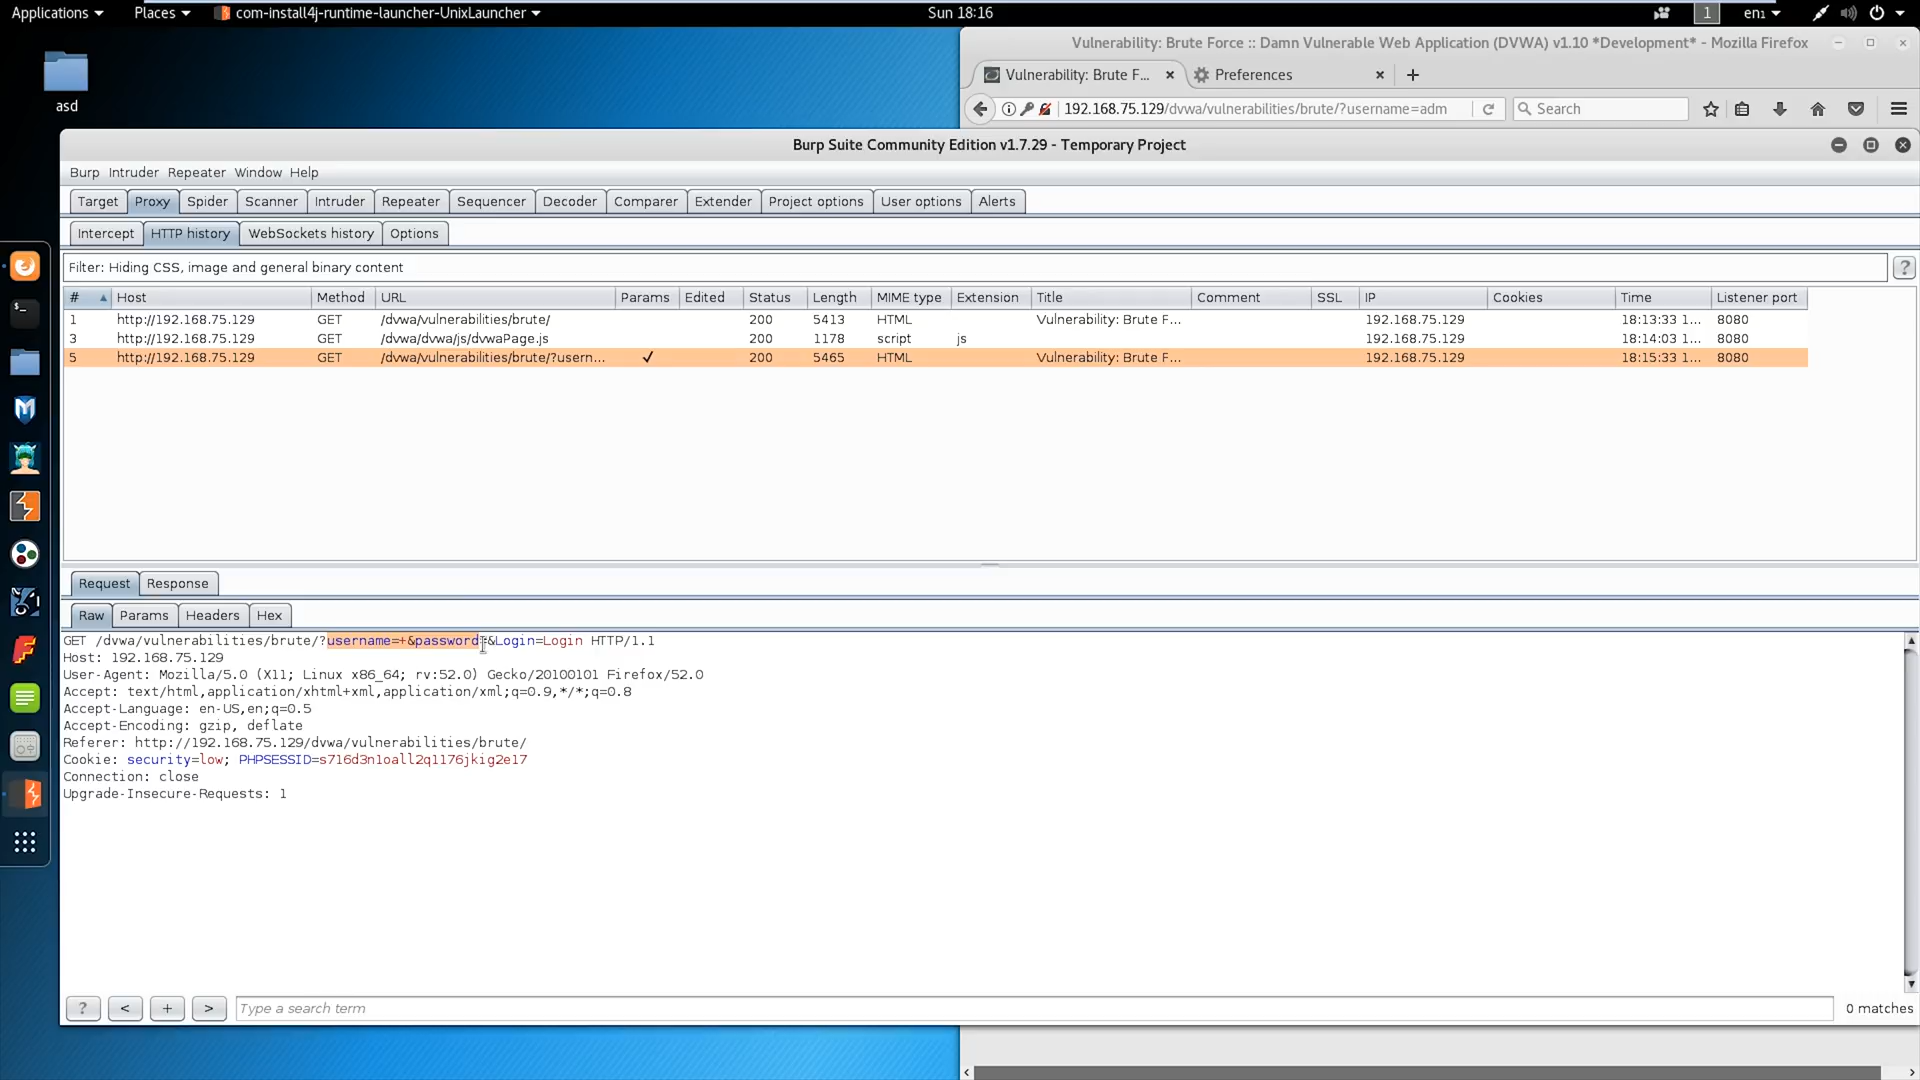 Applications Places com-install4j-runtime-launcher-UnixLauncher Sun 18:16 1 en₁
asd
Vulnerability: Brute Force :: Damn Vulnerable Web Application (DVWA) v1.10 *Development* - Mozilla Firefox
Vulnerability: Brute F... Preferences
192.168.75.129/dvwa/vulnerabilities/brute/?username=adm Search
Burp Suite Community Edition v1.7.29 - Temporary Project
Burp Intruder Repeater Window Help
Target Proxy Spider Scanner Intruder Repeater Sequencer Decoder Comparer Extender Project options User options Alerts
Intercept HTTP history WebSockets history Options
Filter: Hiding CSS, image and general binary content ?
# Host Method URL Params Edited Status Length MIME type Extension Title Comment SSL IP Cookies Time Listener port
1 http://192.168.75.129 GET /dvwa/vulnerabilities/brute/ 200 5413 HTML Vulnerability: Brute F... 192.168.75.129 18:13:33 1... 8080
3 http://192.168.75.129 GET /dvwa/dvwa/js/dvwaPage.js 200 1178 script js 192.168.75.129 18:14:03 1... 8080
5 http://192.168.75.129 GET /dvwa/vulnerabilities/brute/?usern... ✓ 200 5465 HTML Vulnerability: Brute F... 192.168.75.129 18:15:33 1... 8080
Request Response
Raw Params Headers Hex
GET /dvwa/vulnerabilities/brute/?username=+&password=&Login=Login HTTP/1.1
Host: 192.168.75.129
User-Agent: Mozilla/5.0 (X11; Linux x86_64; rv:52.0) Gecko/20100101 Firefox/52.0
Accept: text/html,application/xhtml+xml,application/xml;q=0.9,*/*;q=0.8
Accept-Language: en-US,en;q=0.5
Accept-Encoding: gzip, deflate
Referer: http://192.168.75.129/dvwa/vulnerabilities/brute/
Cookie: security=low; PHPSESSID=s716d3n1oall2q1176jkig2e17
Connection: close
Upgrade-Insecure-Requests: 1
? < + > Type a search term 0 matches